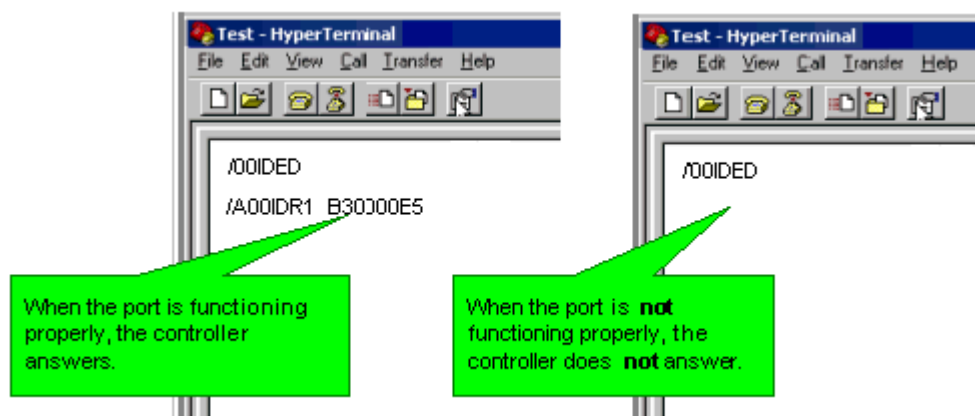 Test - HyperTerminal
File Edit View Call Transfer Help
/00IDED
/A00IDR1 B30000E5
When the port is functioning
properly, the controller
answers.
Test - HyperTerminal
File Edit View Call Transfer Help
/00IDED
When the port is not
functioning properly, the
controller does not answer.